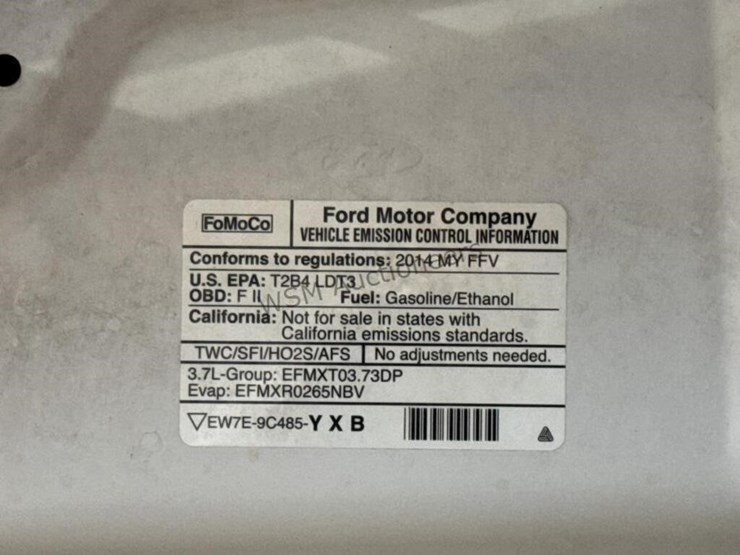 FoMoCo
Ford Motor Company
VEHICLE EMISSION CONTROL INFORMATION
Conforms to regulations: 2014 MY FFV
U.S. EPA: T2B4 LDT3
OBD: F II Fuel: Gasoline/Ethanol
California: Not for sale in states with
California emissions standards.
TWC/SFI/HO2S/AFS No adjustments needed.
3.7L-Group: EFMXT03.73DP
Evap: EFMXR0265NBV
EW7E-9C485-Y X B
WSM Auctioneers